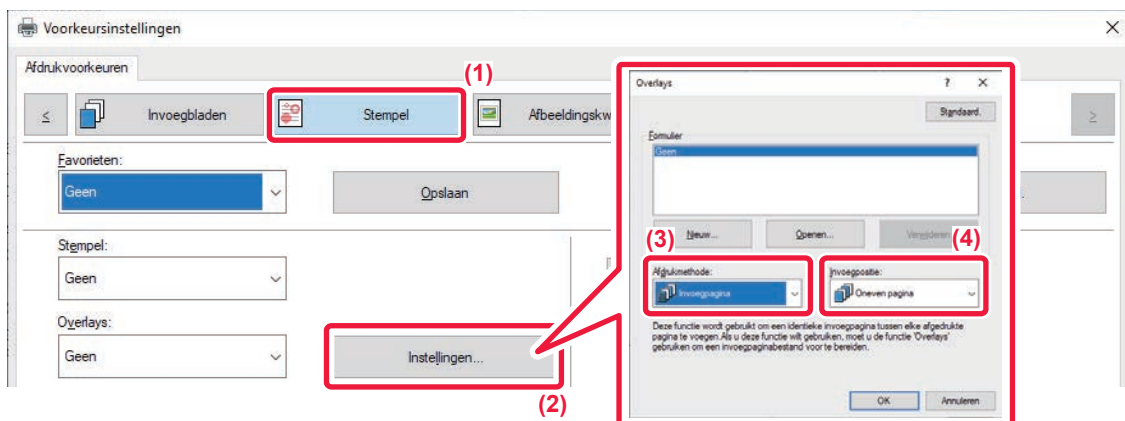 Voorkeursinstellingen
Afdrukvoorkeuren
(1)
Invoegbladen
Stempel
Afbeeldingskw
Favorieten:
Geen
Opslaan
Stempel:
Geen
Overlays:
Geen
Instellingen...
(2)
Overlays
?
Standaard.
Formulier
Geen
Nieuw...
Openen...
Verwijderen
(3)
(4)
Afdrukmethode:
Invoegpagina
Invoegpositie:
Oneven pagina
Deze functie wordt gebruikt om een identieke invoegpagina tussen elke afgedrukte
pagina te voegen.Als u deze functie wilt gebruiken, moet u de functie 'Overlays'
gebruiken om een invoegpaginabestand voor te bereiden.
OK
Annuleren